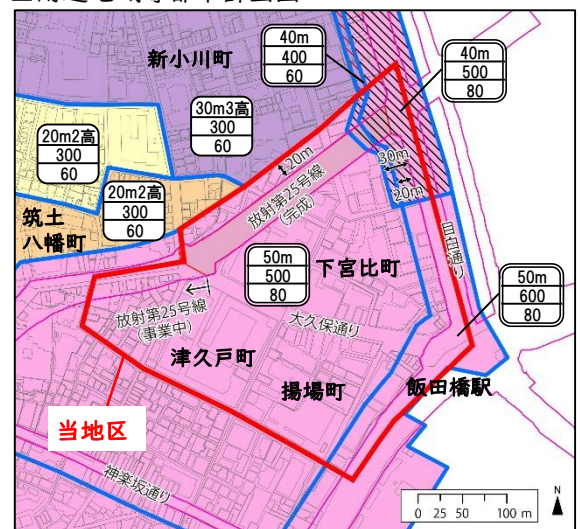 新小川町
40m
400
60
40m
500
80
30m3高
300
60
20m2高
300
60
20m2高
300
60
筑土
八幡町
20m
放射第25号線
(完成)
30m
20m
目白通り
50m
500
80
下宮比町
50m
600
80
放射第25号線
(事業中)
大久保通り
津久戸町
揚場町
飯田橋駅
当地区
神楽坂通り
N
0 25 50 100 m